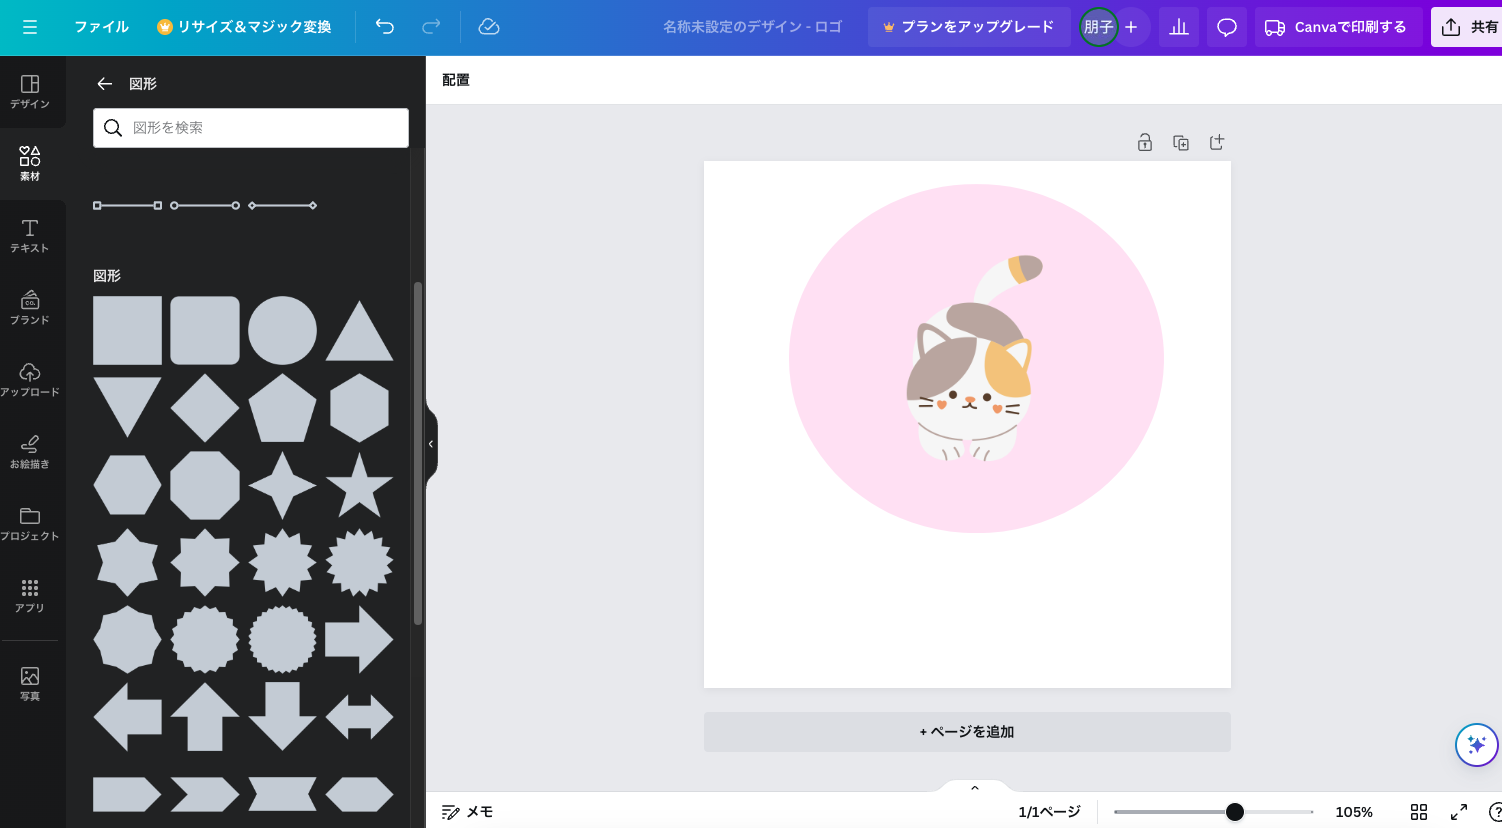 ファイル
リサイズ＆マジック変換
名称未設定のデザイン - ロゴ
プランをアップグレード
朋子
Canvaで印刷する
共有
デザイン
素材
テキスト
CO.
ブランド
アップロード
お絵描き
プロジェクト
アプリ
写真
図形
図形を検索
図形
配置
+ ページを追加
メモ
1/1ページ
105%